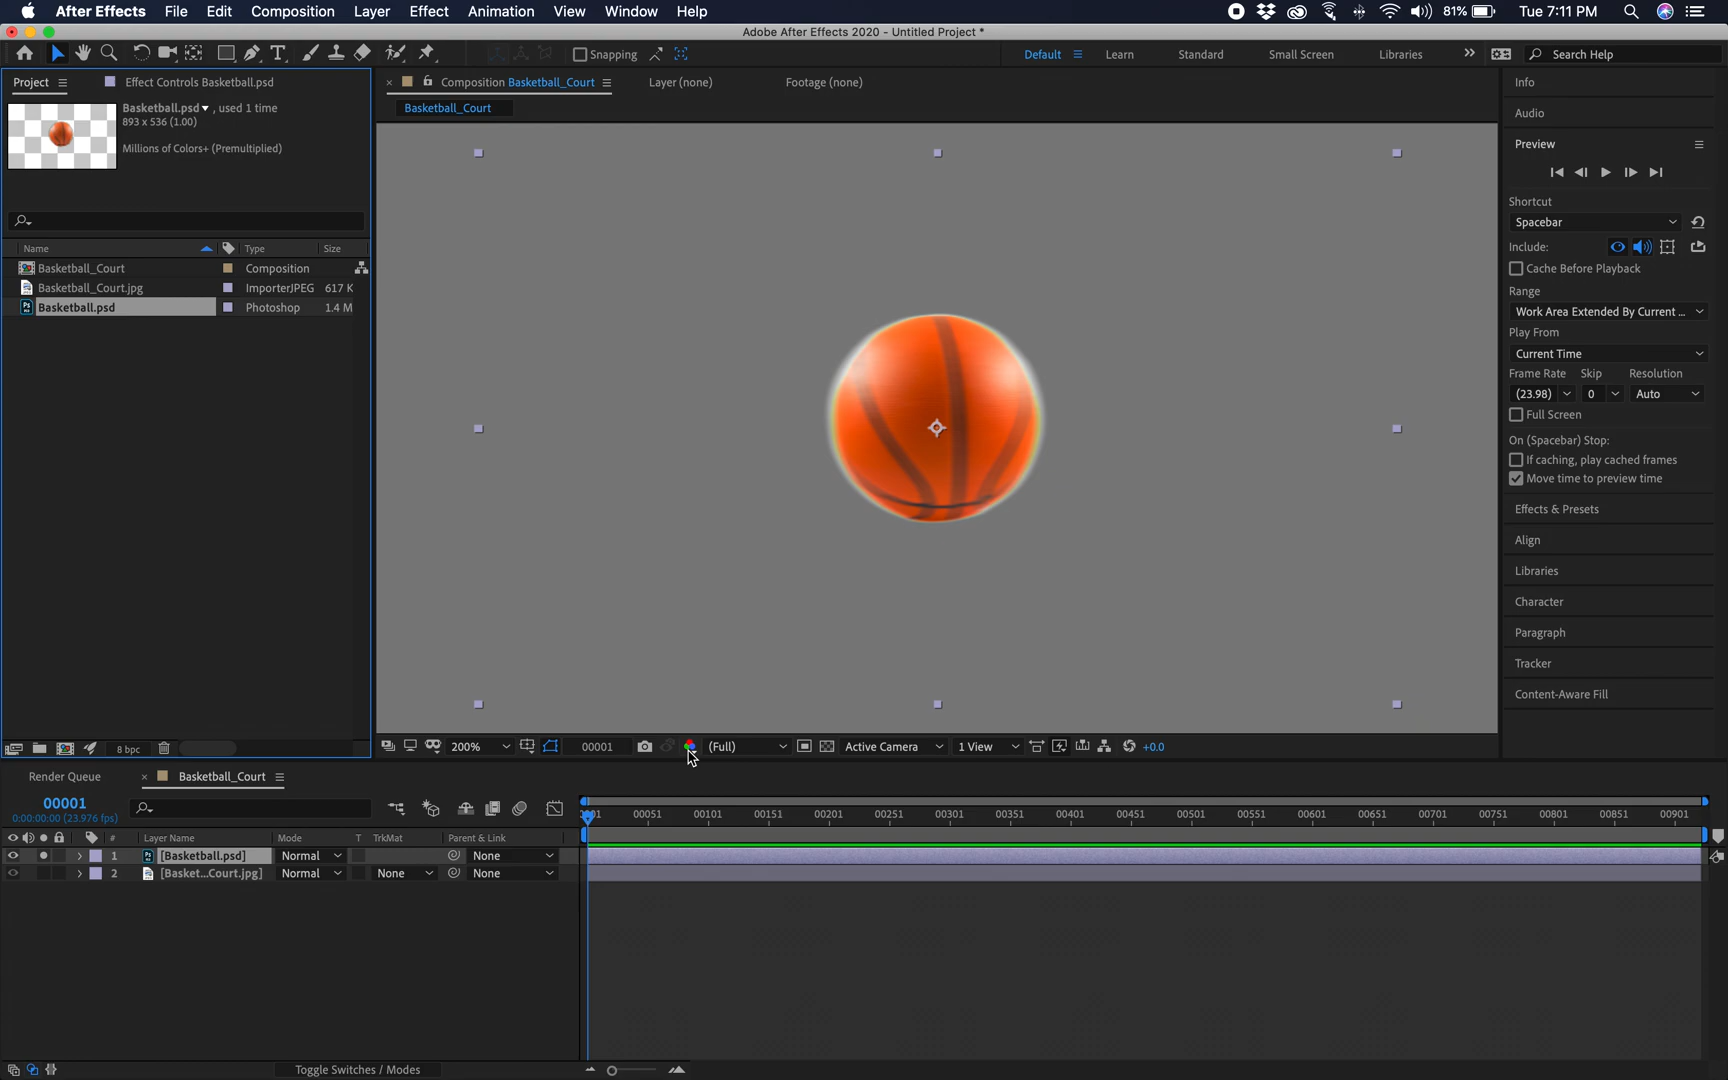 After Effects File Edit Composition Layer Effect Animation View Window Help 81% Tue 7:11 PM
Adobe After Effects 2020 - Untitled Project *
Snapping Default Learn Standard Small Screen Libraries Search Help
Project Effect Controls Basketball.psd
Basketball.psd , used 1 time
893 x 536 (1.00)
Millions of Colors+ (Premultiplied)
Name Type Size
Basketball_Court Composition
Basketball_Court.jpg ImporterJPEG 617 K
Basketball.psd Photoshop 1.4 M
8 bpc
Composition Basketball_Court Layer (none) Footage (none)
Basketball_Court
200% 00001 (Full) Active Camera 1 View +0.0
Info
Audio
Preview
Shortcut
Spacebar
Include:
Cache Before Playback
Range
Work Area Extended By Current ...
Play From
Current Time
Frame Rate Skip Resolution
(23.98) 0 Auto
Full Screen
On (Spacebar) Stop:
If caching, play cached frames
Move time to preview time
Effects & Presets
Align
Libraries
Character
Paragraph
Tracker
Content-Aware Fill
Render Queue Basketball_Court
00001
0:00:00:00 (23.976 fps)
# Layer Name Mode T TrkMat Parent & Link
1 [Basketball.psd] Normal None
2 [Basket...Court.jpg] Normal None None
00051 00101 00151 00201 00251 00301 00351 00401 00451 00501 00551 00601 00651 00701 00751 00801 00851 00901
Toggle Switches / Modes